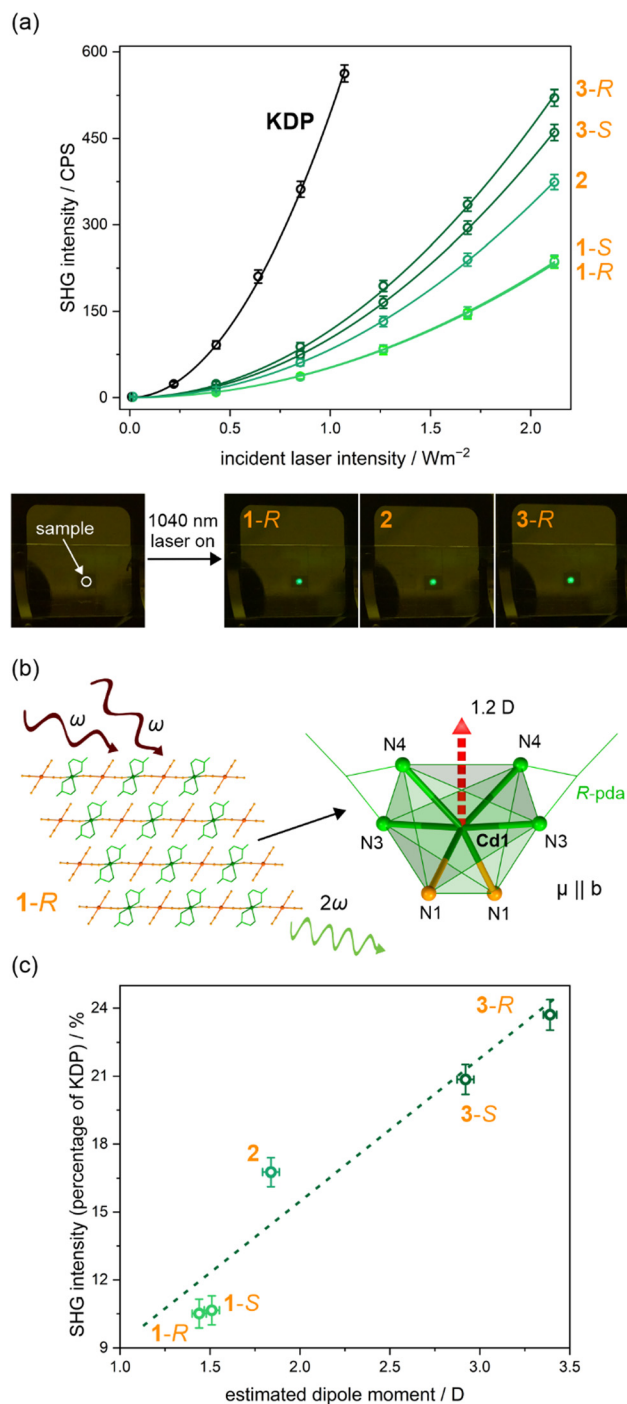 (a)
600
450
300
150
0
SHG intensity / CPS
KDP
3-R
3-S
2
1-S
1-R
0.0
0.5
1.0
1.5
2.0
incident laser intensity / Wm⁻²
sample
1040 nm
laser on
1-R
2
3-R
(b)
ω
ω
1-R
2ω
1.2 D
N4
N4
R-pda
N3
Cd1
N3
N1
N1
μ || b
(c)
24
21
18
15
12
9
SHG intensity (percentage of KDP) / %
3-R
3-S
2
1-S
1-R
1.0
1.5
2.0
2.5
3.0
3.5
estimated dipole moment / D